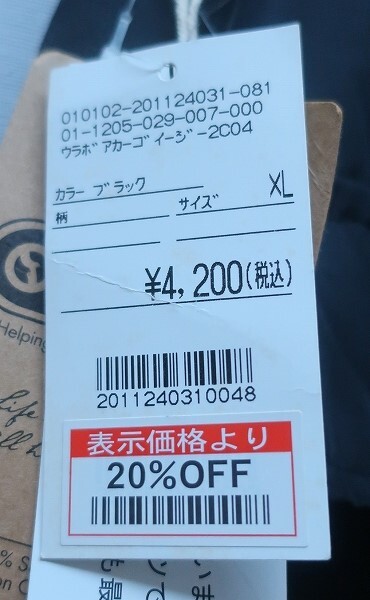 010102-201124031-081
01-1205-029-007-000
ウラボアカーゴイージ-2C04
カラー ブラック
柄
サイズ XL
¥4,200(税込)
2011240310048
表示価格より
20%OFF
Helping
Life